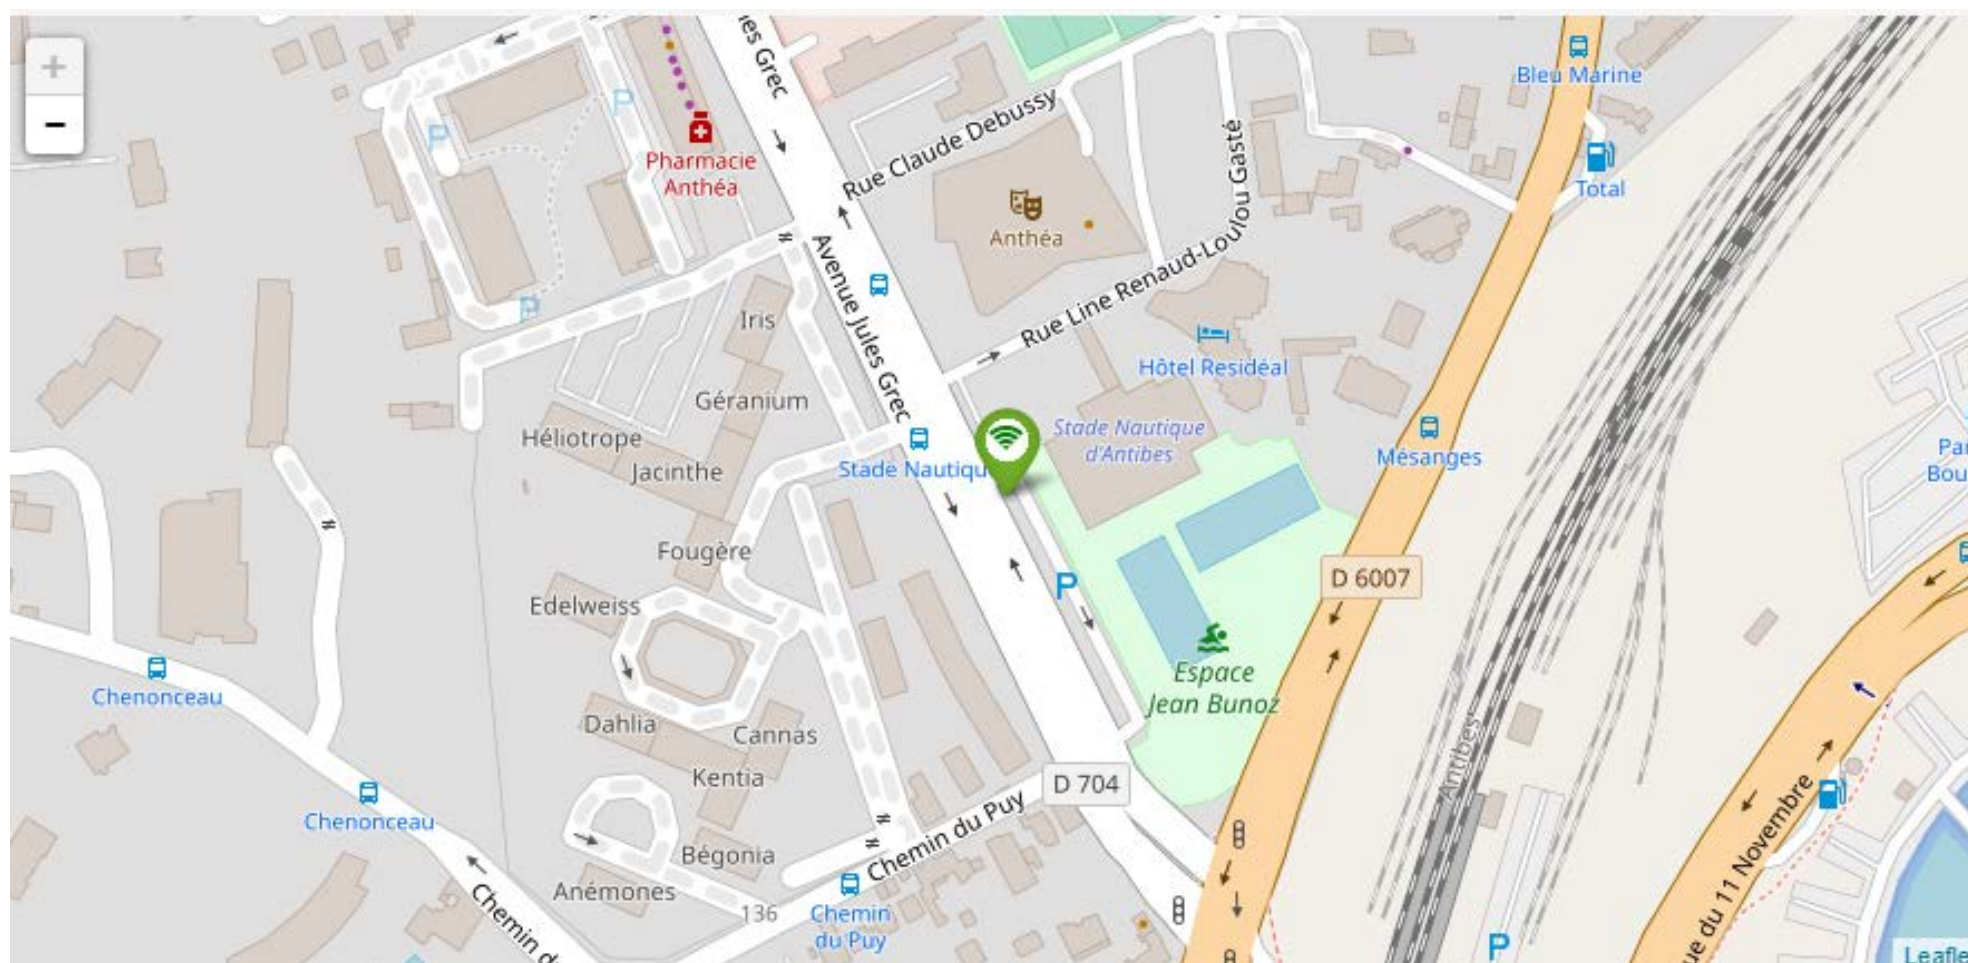 +
−
es Grec
Bleu Marine
P
Rue Claude Debussy
Pharmacie
Anthéa
Total
P
Rue Line Renaud-Loulou Gasté
Anthéa
Avenue Jules Grec
P
Iris
Hôtel Residéal
Géranium
Stade Nautique
d'Antibes
Héliotrope
Jacinthe
Stade Nautiqu
Mésanges
Pa
Bou
Fougère
D 6007
P
Edelweiss
Espace
Jean Bunoz
Chenonceau
Dahlia
Cannas
Antibes
Kentia
D 704
Chenonceau
Chemin du Puy
ue du 11 Novembre
Bégonia
Anémones
136
Chemin
du Puy
Chemin d
P
Leafle